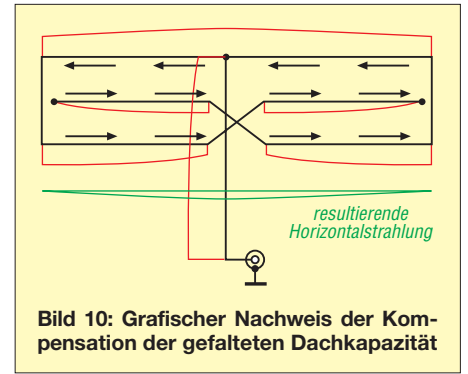 resultierende
Horizontalstrahlung
Bild 10: Grafischer Nachweis der Kom-
pensation der gefalteten Dachkapazität